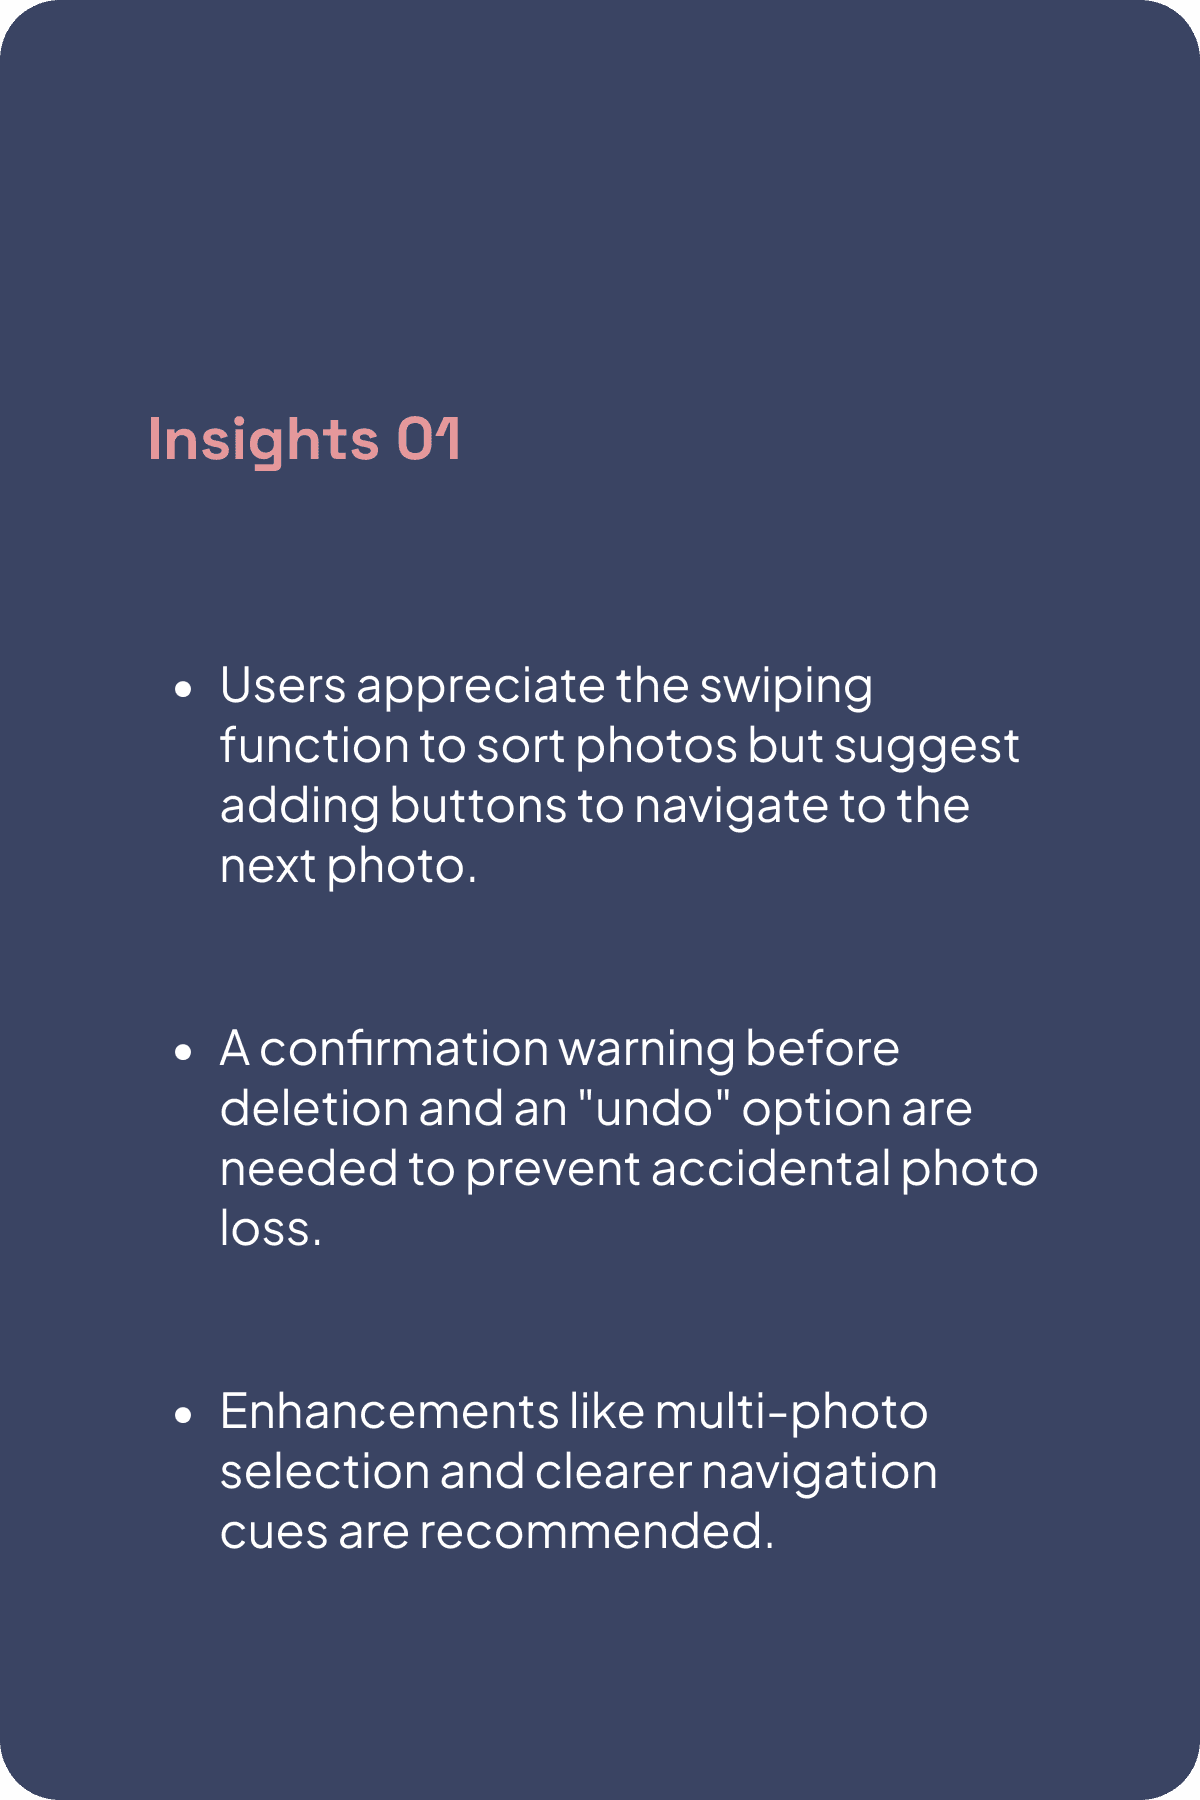 Insights 01
• Users appreciate the swiping
function to sort photos but suggest
adding buttons to navigate to the
next photo.
• A confirmation warning before
deletion and an "undo" option are
needed to prevent accidental photo
loss.
• Enhancements like multi-photo
selection and clearer navigation
cues are recommended.